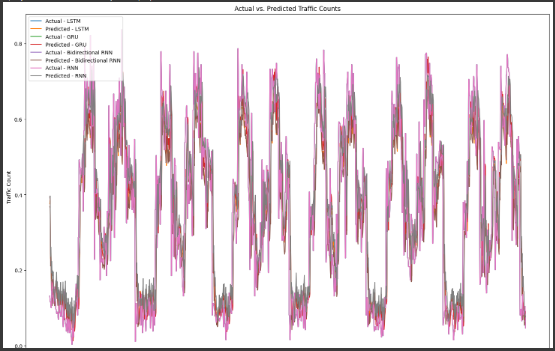 Actual vs. Predicted Traffic Counts
Actual - LSTM
Predicted - LSTM
Actual - GRU
Predicted - GRU
Actual - Bidirectional RNN
Predicted - Bidirectional RNN
Actual - RNN
Predicted - RNN
Traffic Count
0.8
0.6
0.4
0.2
0.0